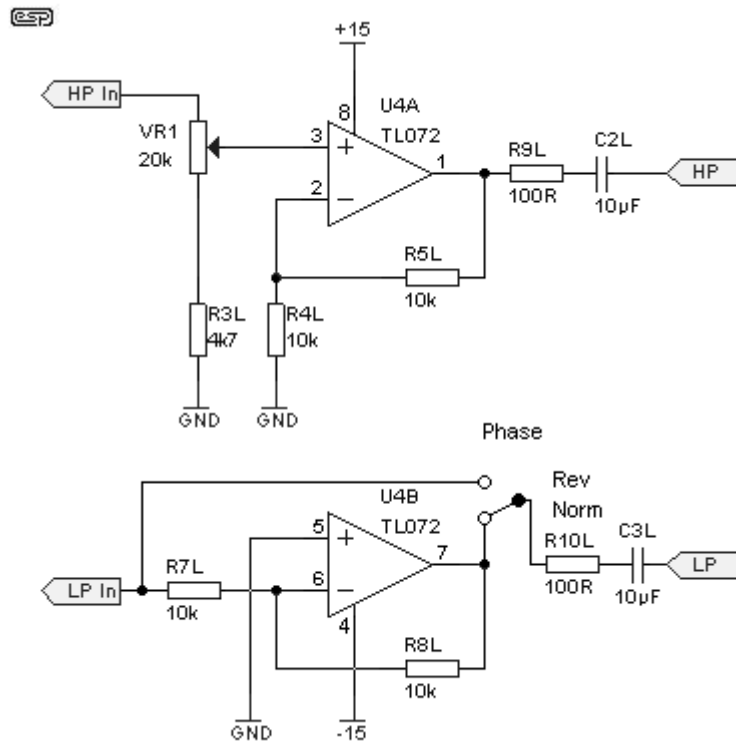 esp
+15
HP In
VR1
20k
8
U4A
TL072
3
+
2
−
1
R9L
100R
C2L
10µF
HP
R5L
10k
R3L
4k7
R4L
10k
GND
GND
Phase
Rev
Norm
U4B
TL072
5
+
6
−
7
4
R7L
10k
LP In
R10L
100R
C3L
10µF
LP
R8L
10k
GND
-15